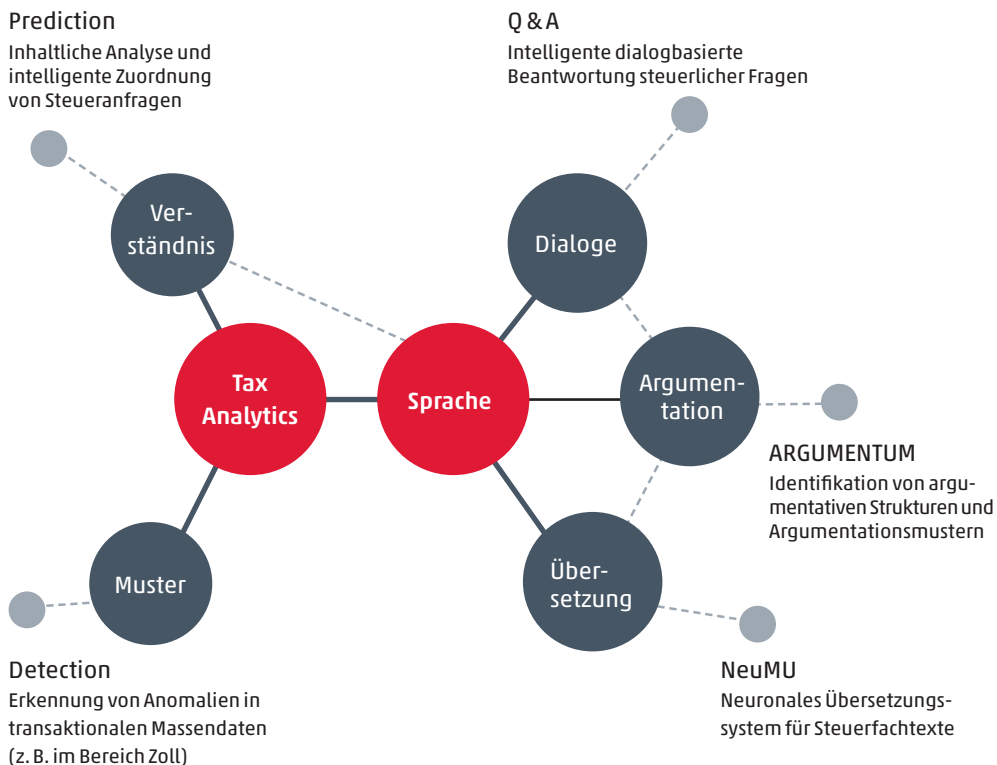 Prediction
Inhaltliche Analyse und
intelligente Zuordnung
von Steueranfragen
Q & A
Intelligente dialogbasierte
Beantwortung steuerlicher Fragen
Ver-
ständnis
Dialoge
Tax
Analytics
Sprache
Argumen-
tation
ARGUMENTUM
Identifikation von argu-
mentativen Strukturen und
Argumentationsmustern
Muster
Über-
setzung
Detection
Erkennung von Anomalien in
transaktionalen Massendaten
(z. B. im Bereich Zoll)
NeuMU
Neuronales Übersetzungs-
system für Steuerfachtexte